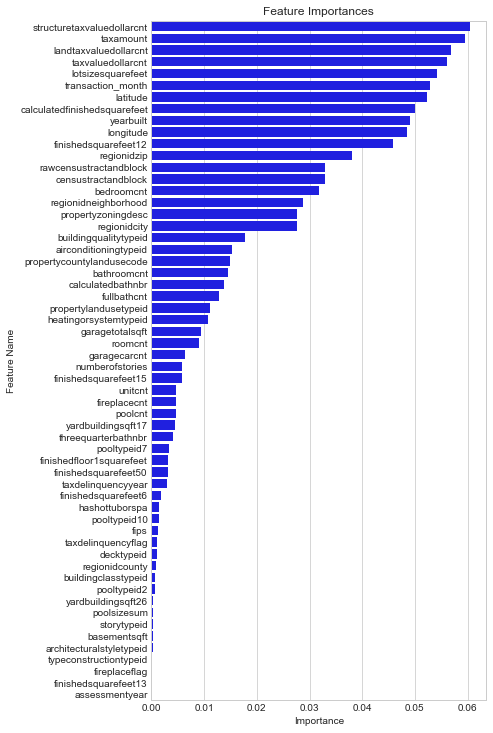 Feature Importances
structuretaxvaluedollarcnt
taxamount
landtaxvaluedollarcnt
taxvaluedollarcnt
lotsizesquarefeet
transaction_month
latitude
calculatedfinishedsquarefeet
yearbuilt
longitude
finishedsquarefeet12
regionidzip
rawcensustractandblock
censustractandblock
bedroomcnt
regionidneighborhood
propertyzoningdesc
regionidcity
buildingqualitytypeid
airconditioningtypeid
propertycountylandusecode
bathroomcnt
calculatedbathnbr
fullbathcnt
propertylandusetypeid
heatingorsystemtypeid
garagetotalsqft
roomcnt
garagecarcnt
numberofstories
finishedsquarefeet15
unitcnt
fireplacecnt
poolcnt
yardbuildingsqft17
threequarterbathnbr
pooltypeid7
finishedfloor1squarefeet
finishedsquarefeet50
taxdelinquencyyear
finishedsquarefeet6
hashottuborspa
pooltypeid10
fips
taxdelinquencyflag
decktypeid
regionidcounty
buildingclasstypeid
pooltypeid2
yardbuildingsqft26
poolsizesum
storytypeid
basementsqft
architecturalstyletypeid
typeconstructiontypeid
fireplaceflag
finishedsquarefeet13
assessmentyear
Feature Name
0.00 0.01 0.02 0.03 0.04 0.05 0.06
Importance